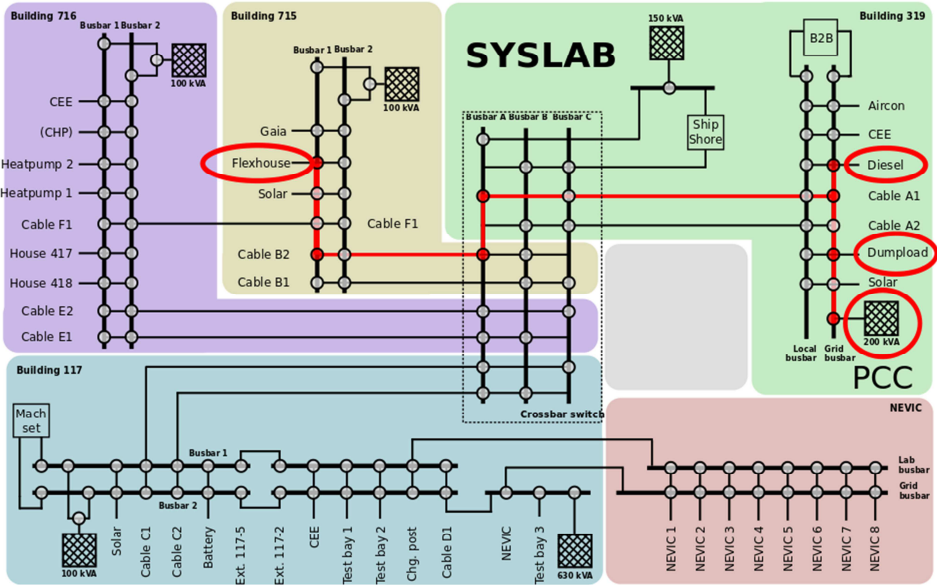 Building 716
Busbar 1 Busbar 2
100 kVA
CEE
(CHP)
Heatpump 2
Heatpump 1
Cable F1
House 417
House 418
Cable E2
Cable E1
Building 715
Busbar 1 Busbar 2
100 kVA
Gaia
Flexhouse
Solar
Cable F1
Cable B2
Cable B1
SYSLAB
150 kVA
Ship
Shore
Busbar A Busbar B Busbar C
Crossbar switch
Building 319
B2B
Aircon
CEE
Diesel
Cable A1
Cable A2
Dumpload
Solar
200 kVA
Local
busbar
Grid
busbar
PCC
Building 117
Mach
set
Busbar 1
Busbar 2
100 kVA
Solar
Cable C1
Cable C2
Battery
Ext. 117-5
Ext. 117-2
CEE
Test bay 1
Test bay 2
Chg. post
Cable D1
NEVIC
Test bay 3
630 kVA
NEVIC
Lab
busbar
Grid
busbar
NEVIC 1
NEVIC 2
NEVIC 3
NEVIC 4
NEVIC 5
NEVIC 6
NEVIC 7
NEVIC 8